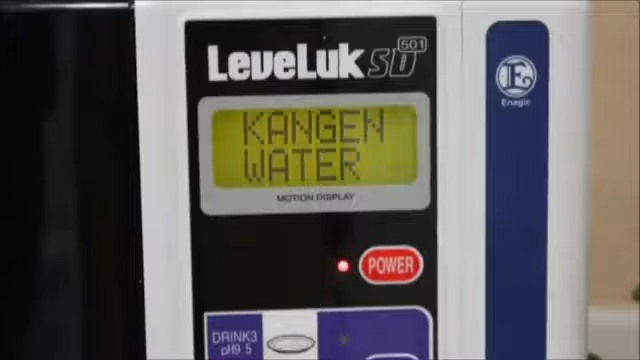 LeveLuk SD 501
Enagic
KANGEN
WATER
MOTION DISPLAY
POWER
DRINK3
pH9.5